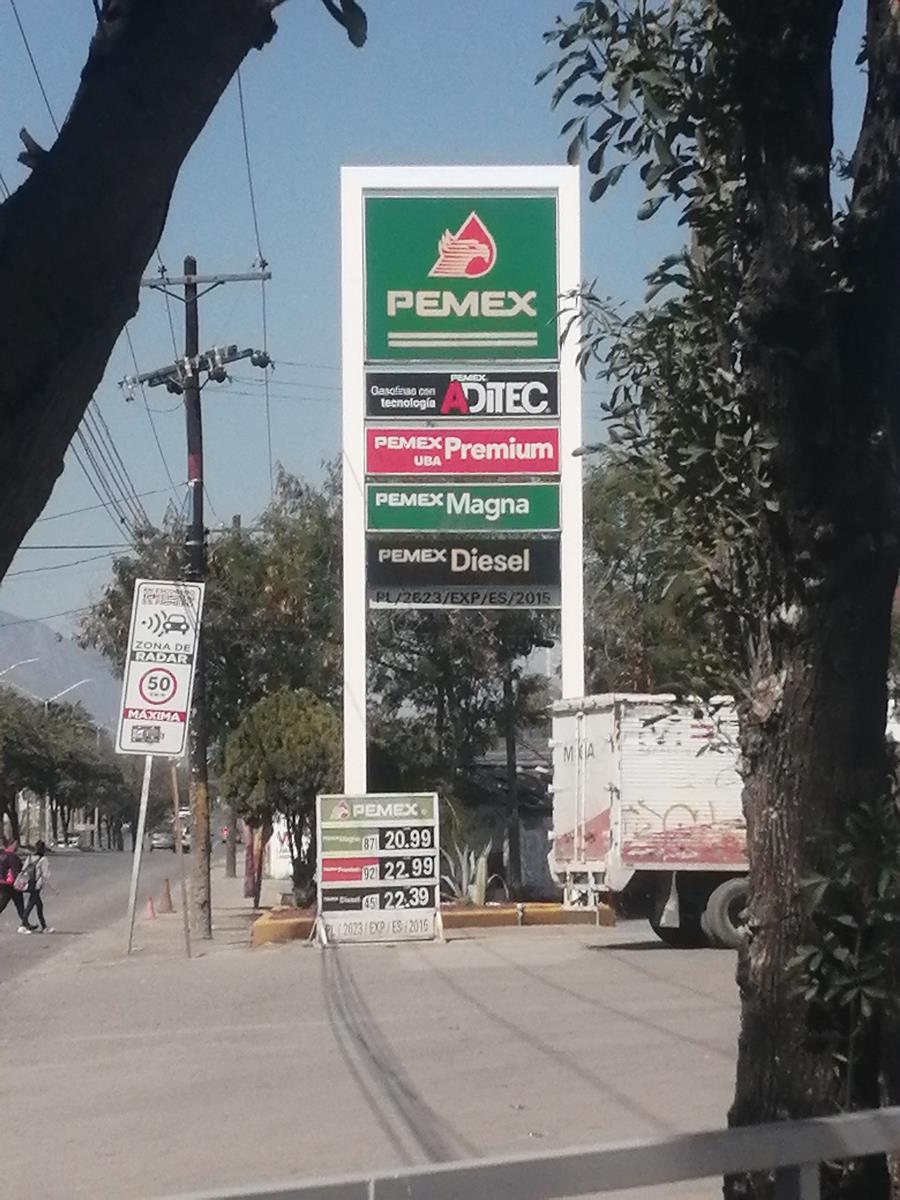 PEMEX
Gasolinas con
tecnología
PEMEX
ADITEC
PEMEX Premium
UBA
PEMEX Magna
PEMEX Diesel
PL/2623/EXP/ES/2015
ZONA DE
RADAR
50
MÁXIMA
PEMEX
Magna 87 20.99
Premium 92 22.99
Diesel 45 22.39
PL/2623/EXP/ES/2015